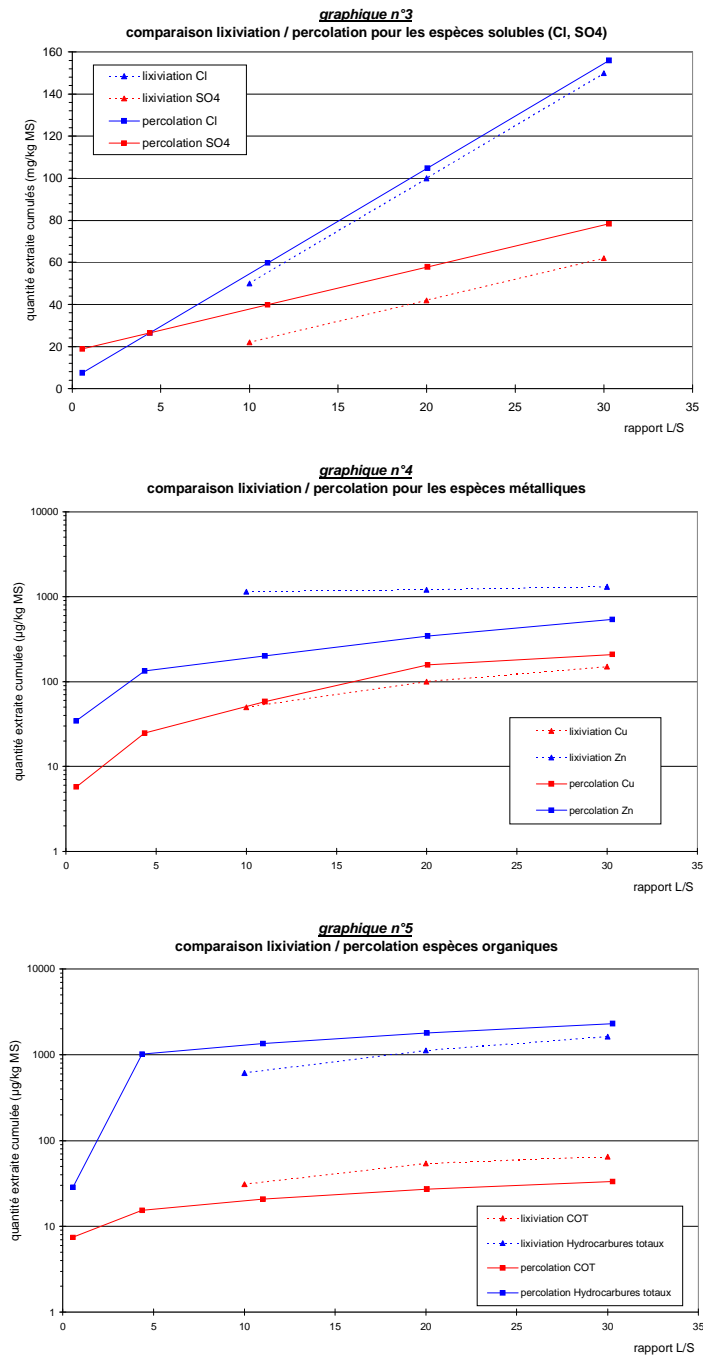 graphique n°3
comparaison lixiviation / percolation pour les espèces solubles (Cl, SO4)
quantité extraite cumulés (mg/kg MS)
160
140
120
100
80
60
40
20
0
lixiviation Cl
lixiviation SO4
percolation Cl
percolation SO4
0 5 10 15 20 25 30 35
rapport L/S
graphique n°4
comparaison lixiviation / percolation pour les espèces métalliques
quantité extraite cumulée (µg/kg MS)
10000
1000
100
10
1
lixiviation Cu
lixiviation Zn
percolation Cu
percolation Zn
0 5 10 15 20 25 30 35
rapport L/S
graphique n°5
comparaison lixiviation / percolation espèces organiques
quantité extraite cumulée (µg/kg MS)
10000
1000
100
10
1
lixiviation COT
lixiviation Hydrocarbures totaux
percolation COT
percolation Hydrocarbures totaux
0 5 10 15 20 25 30 35
rapport L/S